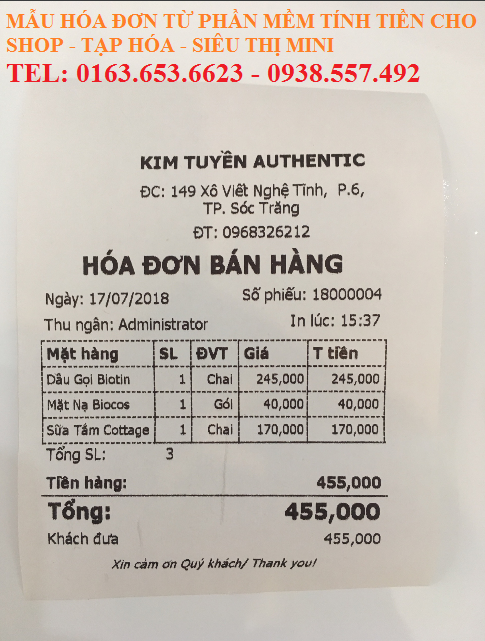 MẪU HÓA ĐƠN TỪ PHẦN MỀM TÍNH TIỀN CHO
SHOP - TẠP HÓA - SIÊU THỊ MINI
TEL: 0163.653.6623 - 0938.557.492
KIM TUYỀN AUTHENTIC
ĐC: 149 Xô Viết Nghệ Tĩnh, P.6,
TP. Sóc Trăng
ĐT: 0968326212
HÓA ĐƠN BÁN HÀNG
Ngày: 17/07/2018 Số phiếu: 18000004
Thu ngân: Administrator In lúc: 15:37
Mặt hàng SL ĐVT Giá T tiền
Dầu Gọi Biotin 1 Chai 245,000 245,000
Mặt Nạ Biocos 1 Gói 40,000 40,000
Sữa Tắm Cottage 1 Chai 170,000 170,000
Tổng SL: 3
Tiền hàng: 455,000
Tổng: 455,000
Khách đưa 455,000
Xin cảm ơn Quý khách/ Thank you!